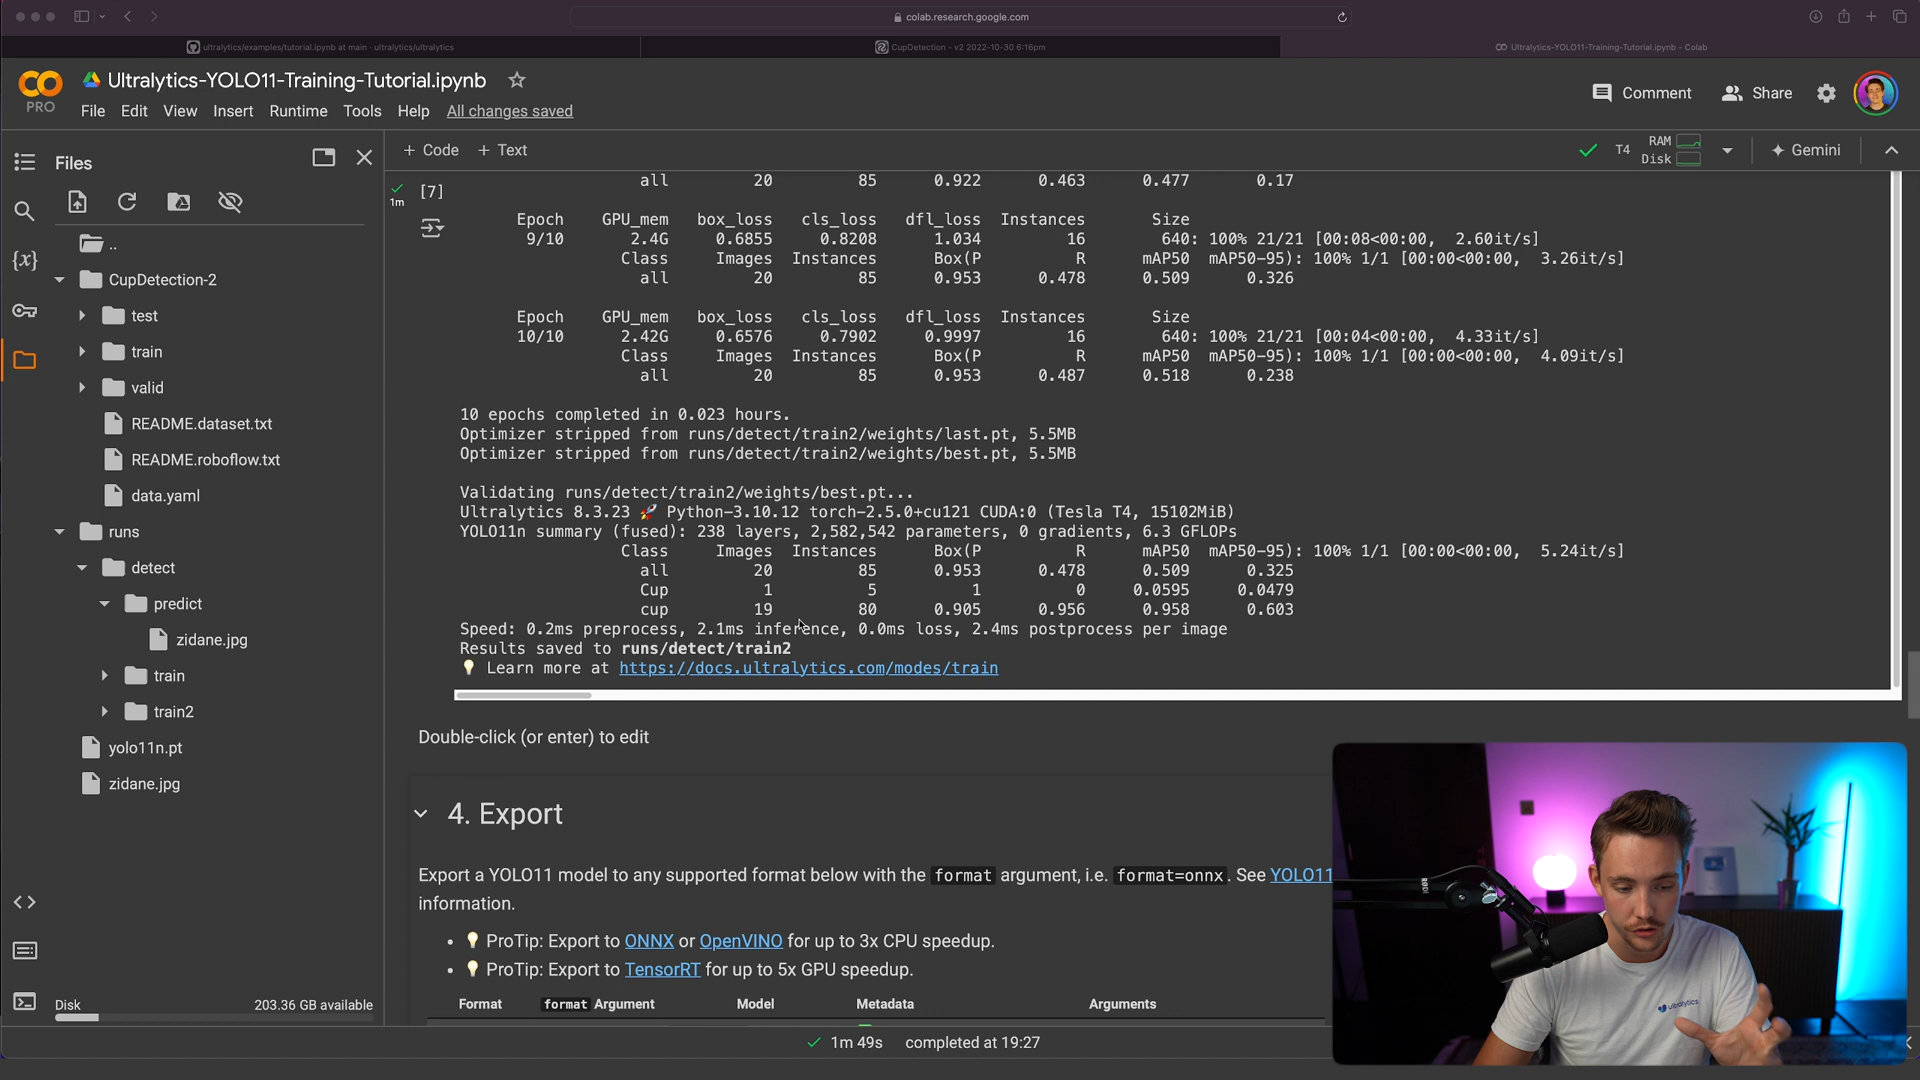 colab.research.google.com
ultralytics/examples/tutorial.ipynb at main · ultralytics/ultralytics
CupDetection – v2 2022-10-30 6:16pm
Ultralytics-YOLO11-Training-Tutorial.ipynb – Colab
CO
PRO
Ultralytics-YOLO11-Training-Tutorial.ipynb
File Edit View Insert Runtime Tools Help All changes saved
Comment
Share
Files
+ Code + Text
T4
RAM
Disk
Gemini
..
CupDetection-2
test
train
valid
README.dataset.txt
README.roboflow.txt
data.yaml
runs
detect
predict
zidane.jpg
train
train2
yolo11n.pt
zidane.jpg
Disk 203.36 GB available
{x}
1m
[7]
all 20 85 0.922 0.463 0.477 0.17
Epoch GPU_mem box_loss cls_loss dfl_loss Instances Size
9/10 2.4G 0.6855 0.8208 1.034 16 640: 100% 21/21 [00:08<00:00, 2.60it/s]
Class Images Instances Box(P R mAP50 mAP50-95): 100% 1/1 [00:00<00:00, 3.26it/s]
all 20 85 0.953 0.478 0.509 0.326
Epoch GPU_mem box_loss cls_loss dfl_loss Instances Size
10/10 2.42G 0.6576 0.7902 0.9997 16 640: 100% 21/21 [00:04<00:00, 4.33it/s]
Class Images Instances Box(P R mAP50 mAP50-95): 100% 1/1 [00:00<00:00, 4.09it/s]
all 20 85 0.953 0.487 0.518 0.238
10 epochs completed in 0.023 hours.
Optimizer stripped from runs/detect/train2/weights/last.pt, 5.5MB
Optimizer stripped from runs/detect/train2/weights/best.pt, 5.5MB
Validating runs/detect/train2/weights/best.pt...
Ultralytics 8.3.23 🚀 Python-3.10.12 torch-2.5.0+cu121 CUDA:0 (Tesla T4, 15102MiB)
YOLO11n summary (fused): 238 layers, 2,582,542 parameters, 0 gradients, 6.3 GFLOPs
Class Images Instances Box(P R mAP50 mAP50-95): 100% 1/1 [00:00<00:00, 5.24it/s]
all 20 85 0.953 0.478 0.509 0.325
Cup 1 5 1 0 0.0595 0.0479
cup 19 80 0.905 0.956 0.958 0.603
Speed: 0.2ms preprocess, 2.1ms inference, 0.0ms loss, 2.4ms postprocess per image
Results saved to runs/detect/train2
💡 Learn more at https://docs.ultralytics.com/modes/train
Double-click (or enter) to edit
4. Export
Export a YOLO11 model to any supported format below with the format argument, i.e. format=onnx. See YOLO11
information.
• 💡 ProTip: Export to ONNX or OpenVINO for up to 3x CPU speedup.
• 💡 ProTip: Export to TensorRT for up to 5x GPU speedup.
Format format Argument Model Metadata Arguments
1m 49s completed at 19:27
RØDE
ultralytics